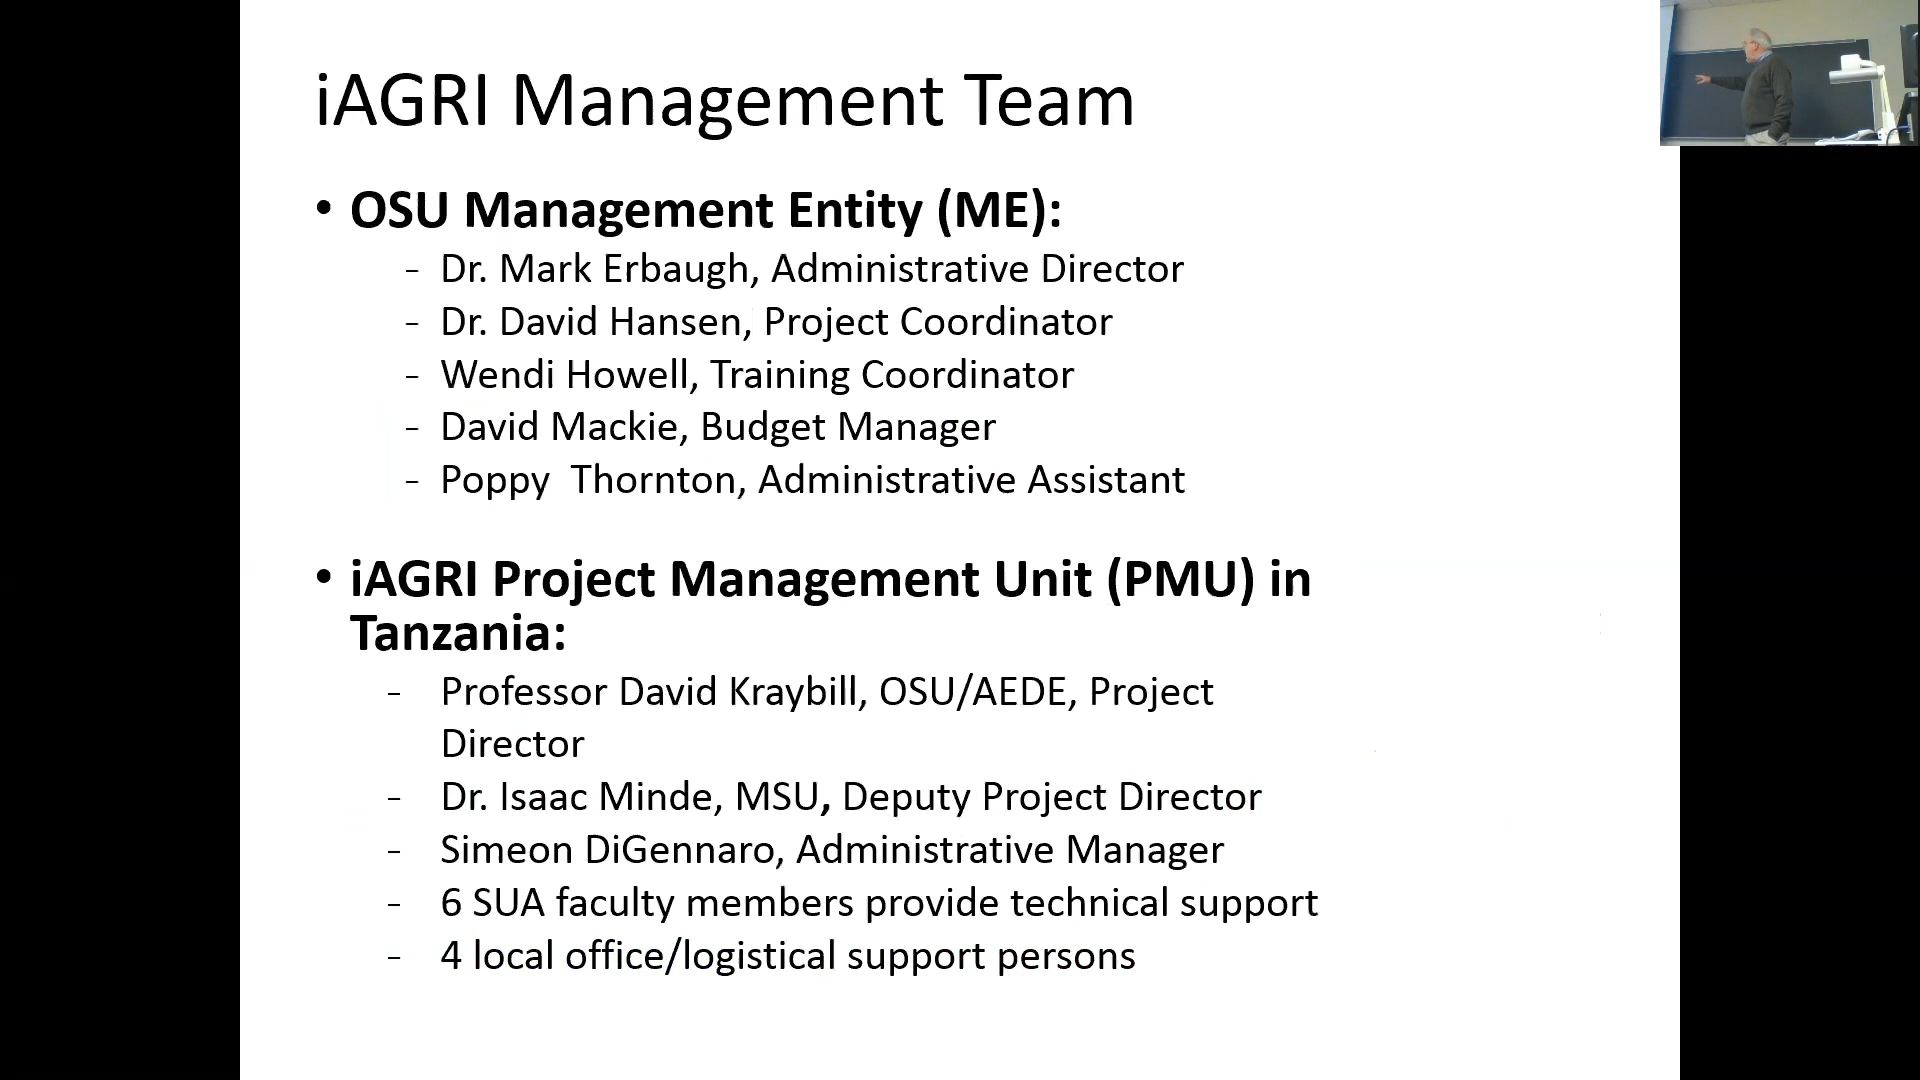 iAGRI Management Team
• OSU Management Entity (ME):
- Dr. Mark Erbaugh, Administrative Director
- Dr. David Hansen, Project Coordinator
- Wendi Howell, Training Coordinator
- David Mackie, Budget Manager
- Poppy  Thornton, Administrative Assistant
• iAGRI Project Management Unit (PMU) in
Tanzania:
- Professor David Kraybill, OSU/AEDE, Project
Director
- Dr. Isaac Minde, MSU, Deputy Project Director
- Simeon DiGennaro, Administrative Manager
- 6 SUA faculty members provide technical support
- 4 local office/logistical support persons